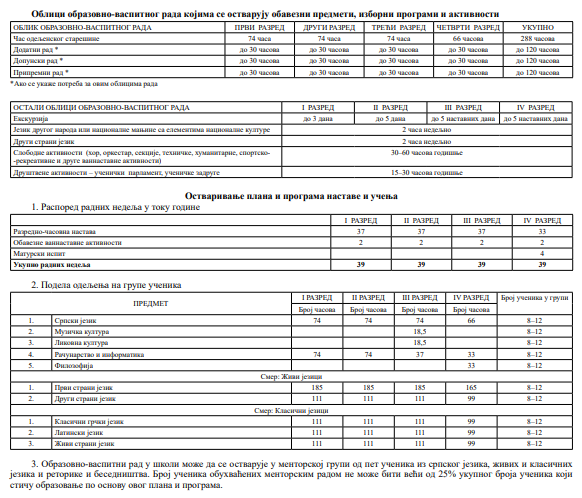 Облици образовно-васпитног рада којима се остварују обавезни предмети, изборни програми и активности
ОБЛИК ОБРАЗОВНО-ВАСПИТНОГ РАДА ПРВИ РАЗРЕД ДРУГИ РАЗРЕД ТРЕЋИ РАЗРЕД ЧЕТВРТИ РАЗРЕД УКУПНО
Час одељенског старешине 74 часа 74 часа 74 часа 66 часова 288 часова
Додатни рад * до 30 часова до 30 часова до 30 часова до 30 часова до 120 часова
Допунски рад * до 30 часова до 30 часова до 30 часова до 30 часова до 120 часова
Припремни рад * до 30 часова до 30 часова до 30 часова до 30 часова до 120 часова
*Ако се укаже потреба за овим облицима рада
ОСТАЛИ ОБЛИЦИ ОБРАЗОВНО-ВАСПИТНОГ РАДА I РАЗРЕД II РАЗРЕД III РАЗРЕД IV РАЗРЕД
Екскурзија до 3 дана до 5 дана до 5 наставних дана до 5 наставних дана
Језик другог народа или националне мањине са елементима националне културе 2 часа недељно
Други страни језик 2 часа недељно
Слободне активности (хор, оркестар, секције, техничке, хуманитарне, спортско-
-рекреативне и друге ваннаставне активности) 30–60 часова годишње
Друштвене активности – ученички парламент, ученичке задруге 15–30 часова годишње
Остваривање плана и програма наставе и учења
1. Распоред радних недеља у току године
I РАЗРЕД II РАЗРЕД III РАЗРЕД IV РАЗРЕД
Разредно-часовна настава 37 37 37 33
Обавезне ваннаставне активности 2 2 2 2
Матурски испит 4
Укупно радних недеља 39 39 39 39
2. Подела одељења на групе ученика
ПРЕДМЕТ I РАЗРЕД II РАЗРЕД III РАЗРЕД IV РАЗРЕД Број ученика у групи
Број часова Број часова Број часова Број часова
1. Српски језик 74 74 74 66 8–12
2. Музичка култура 18,5 8–12
3. Ликовна култура 18,5 8–12
4. Рачунарство и информатика 74 74 37 33 8–12
5. Филозофија 33 8–12
Смер: Живи језици
1. Први страни језик 185 185 185 165 8–12
2. Други страни језик 111 111 111 99 8–12
Смер: Класични језици
1. Класични грчки језик 111 111 111 99 8–12
2. Латински језик 111 111 111 99 8–12
3. Живи страни језик 111 111 111 99 8–12
3. Образовно-васпитни рад у школи може да се остварује у менторској групи од пет ученика из српског језика, живих и класичних
језика и реторике и беседништва. Број ученика обухваћених менторским радом не може бити већи од 25% укупног броја ученика који
стичу образовање по основу овог плана и програма.